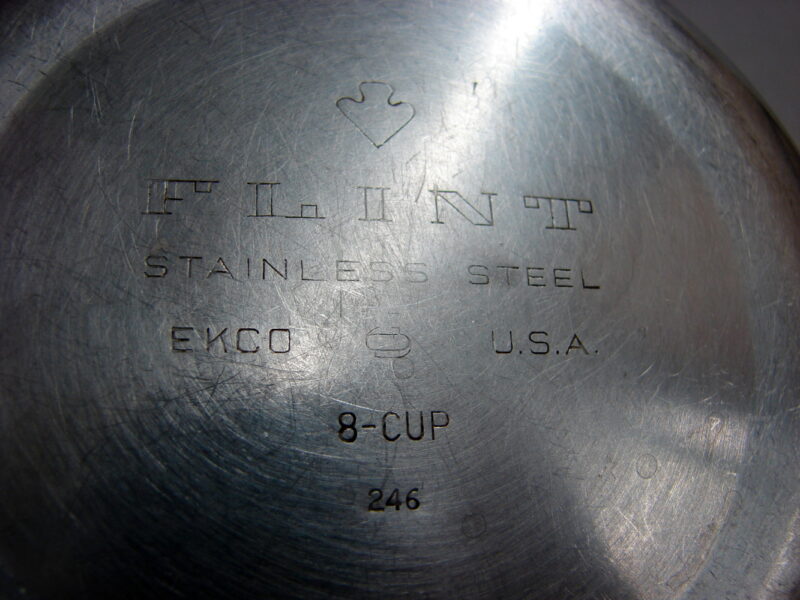 FLINT
STAINLESS STEEL
EKCO U.S.A.
8-CUP
246